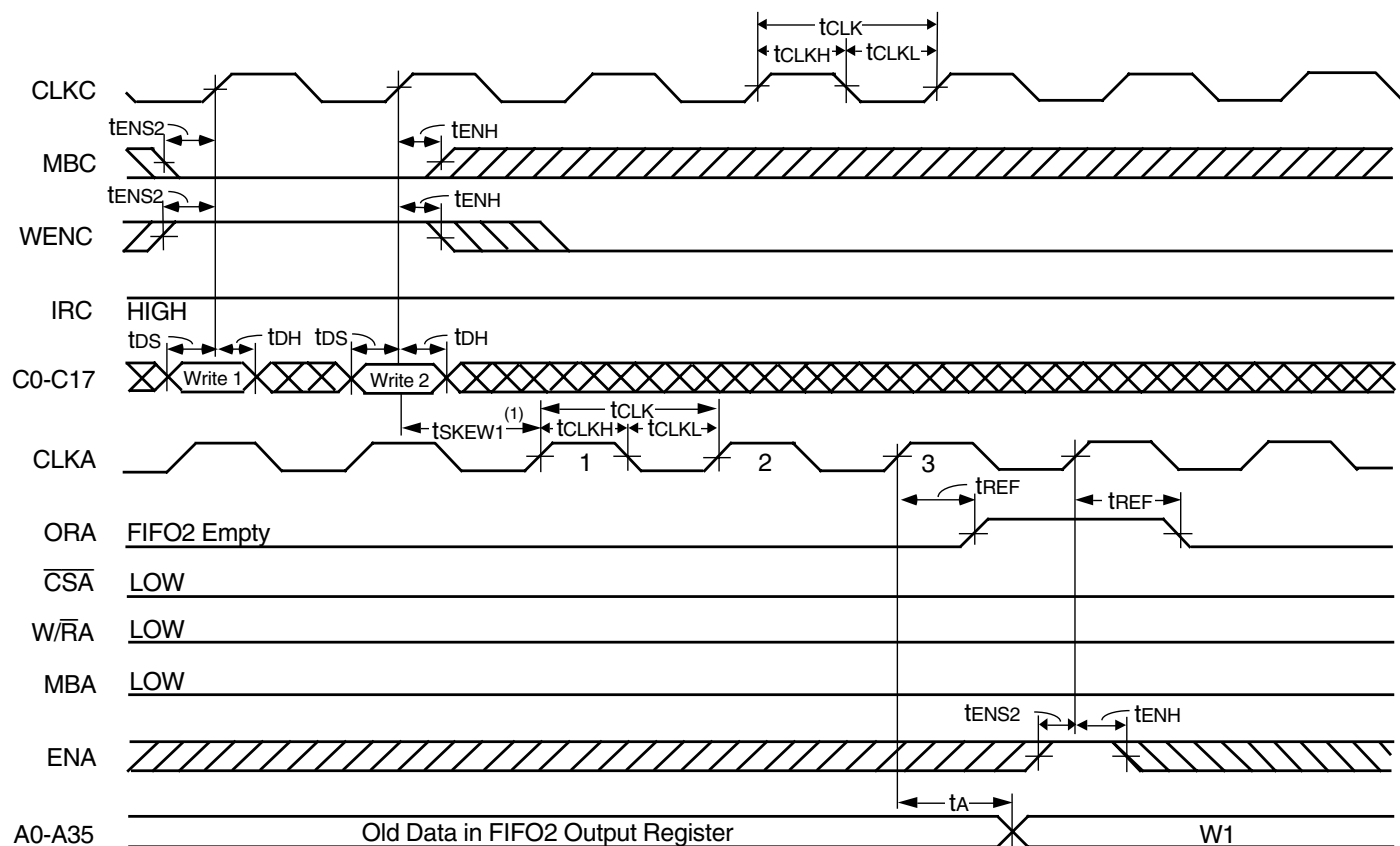 tCLK
tCLKH tCLKL
CLKC
tENS2 tENH
MBC
tENS2 tENH
WENC
IRC HIGH
tDS tDH tDS tDH
C0-C17 Write 1 Write 2
tSKEW1 (1) tCLK
tCLKH tCLKL
CLKA 1 2 3
tREF tREF
ORA FIFO2 Empty
CSA LOW
W/RA LOW
MBA LOW
tENS2 tENH
ENA
tA
A0-A35 Old Data in FIFO2 Output Register W1